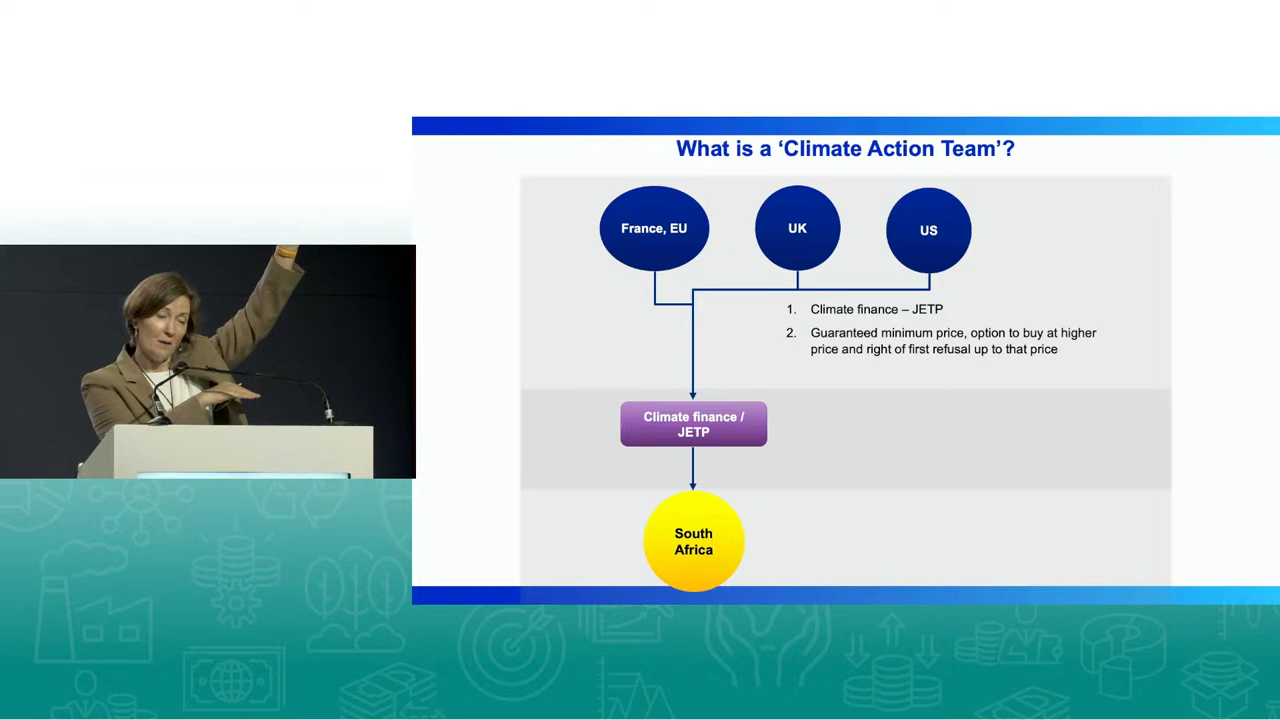 What is a ‘Climate Action Team’?
France, EU
UK
US
1. Climate finance – JETP
2. Guaranteed minimum price, option to buy at higher
price and right of first refusal up to that price
Climate finance /
JETP
South
Africa